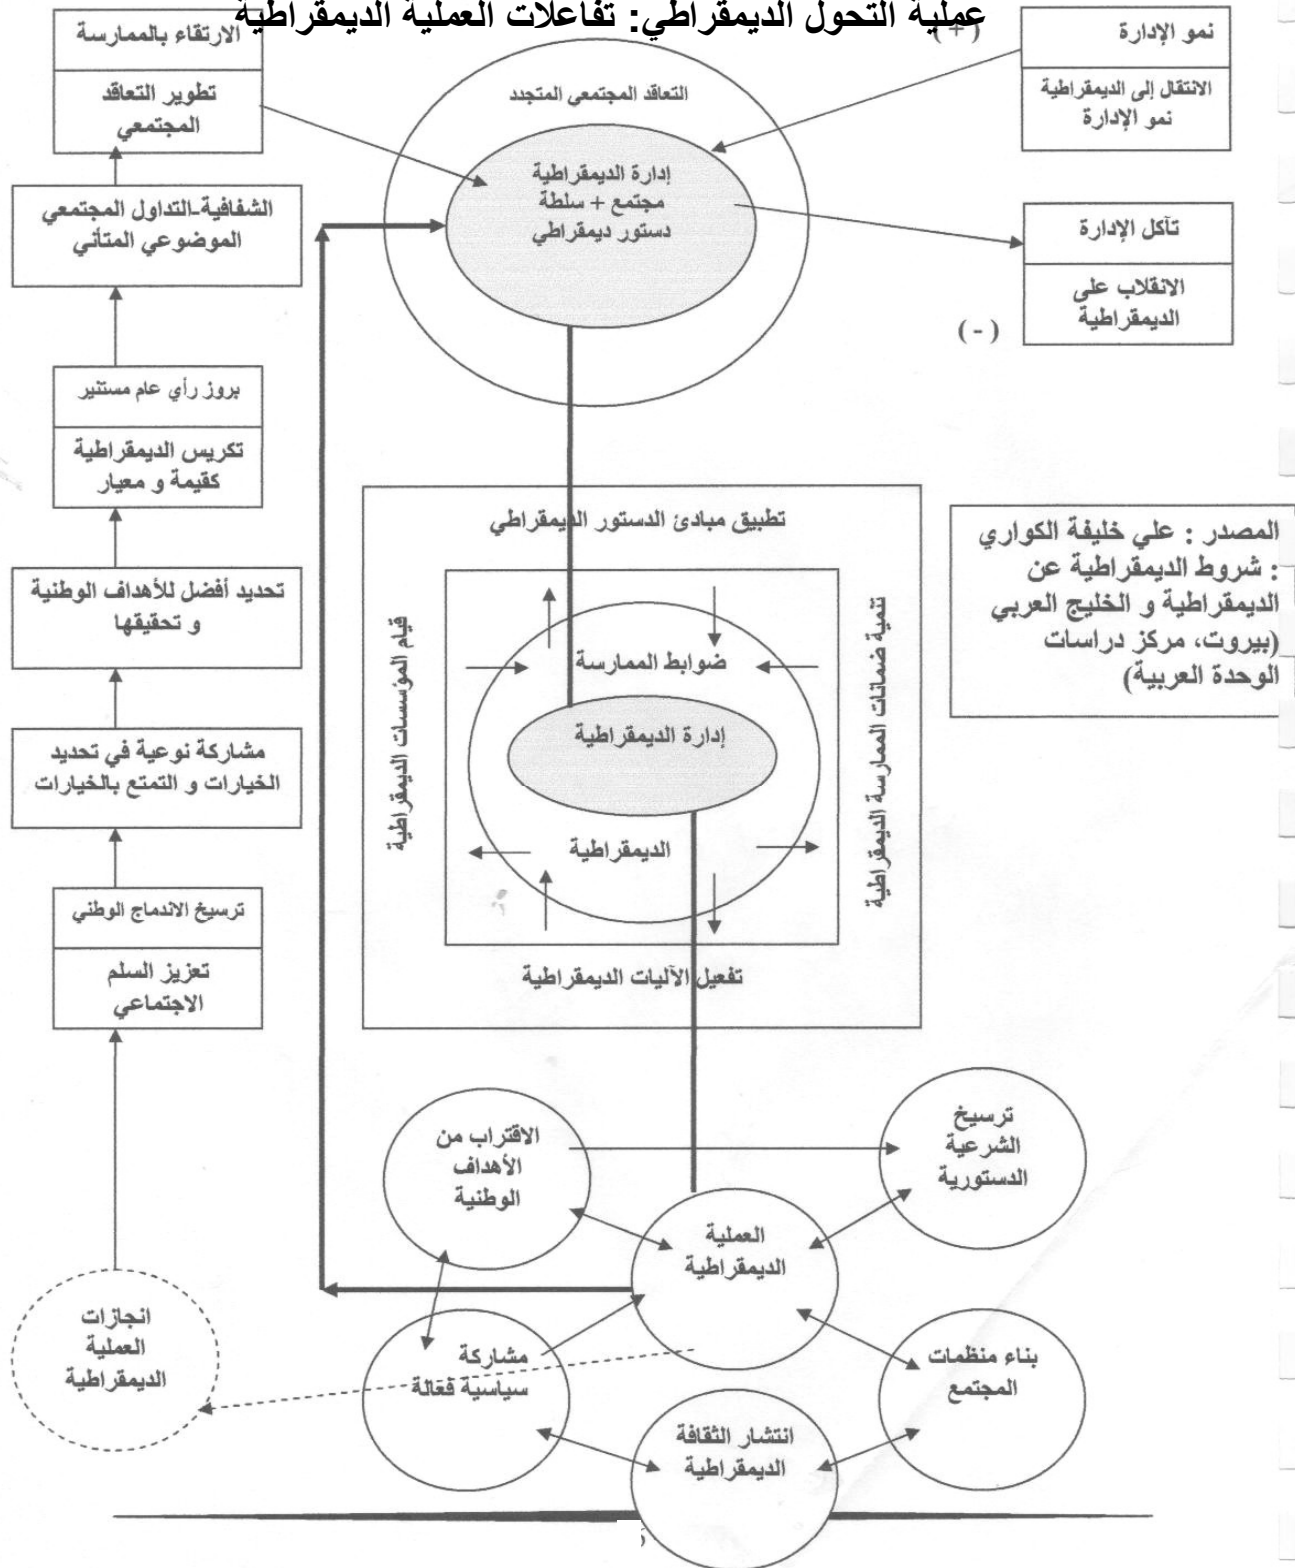 عملية التحول الديمقراطي: تفاعلات العملية الديمقراطية
( + )
نمو الإدارة
الانتقال إلى الديمقراطية
نمو الإدارة
تآكل الإدارة
الانقلاب على
الديمقراطية
( - )
التعاقد المجتمعي المتجدد
إدارة الديمقراطية
مجتمع + سلطة
دستور ديمقراطي
الارتقاء بالممارسة
تطوير التعاقد
المجتمعي
الشفافية-التداول المجتمعي
الموضوعي المتأني
بروز رأي عام مستنير
تكريس الديمقراطية
كقيمة و معيار
تحديد أفضل للأهداف الوطنية
و تحقيقها
مشاركة نوعية في تحديد
الخيارات و التمتع بالخيارات
ترسيخ الاندماج الوطني
تعزيز السلم
الاجتماعي
انجازات
العملية
الديمقراطية
المصدر : علي خليفة الكواري
: شروط الديمقراطية عن
الديمقراطية و الخليج العربي
(بيروت، مركز دراسات
الوحدة العربية)
تطبيق مبادئ الدستور الديمقراطي
تنمية ضمانات الممارسة الديمقراطية
قيام المؤسسات الديمقراطية
ضوابط الممارسة
إدارة الديمقراطية
الديمقراطية
تفعيل الآليات الديمقراطية
ترسيخ
الشرعية
الدستورية
الاقتراب من
الأهداف
الوطنية
العملية
الديمقراطية
بناء منظمات
المجتمع
مشاركة
سياسية فعّالة
انتشار الثقافة
الديمقراطية